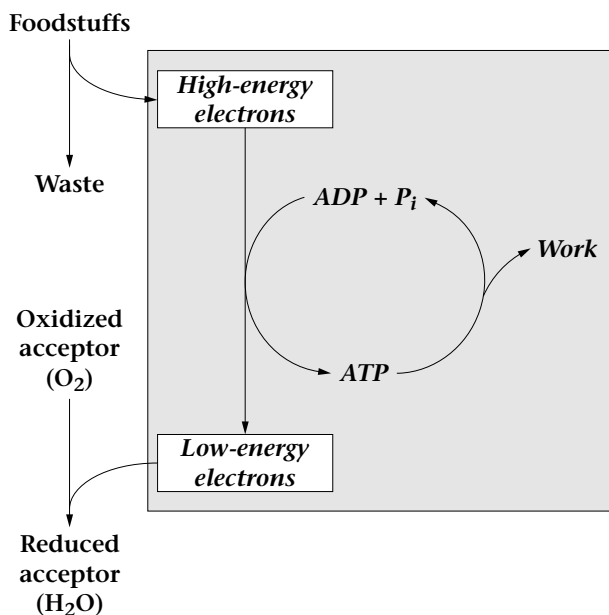 Foodstuffs
High-energy
electrons
Waste
ADP + Pᵢ
Work
Oxidized
acceptor
(O₂)
ATP
Low-energy
electrons
Reduced
acceptor
(H₂O)